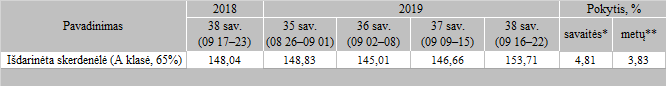 Pavadinimas 2018 2019 Pokytis, %
38 sav. (09 17–23) 35 sav. (08 26–09 01) 36 sav. (09 02–08) 37 sav. (09 09–15) 38 sav. (09 16–22) savaitės* metų**
Išdarinėta skerdenėlė (A klasė, 65%) 148,04 148,83 145,01 146,66 153,71 4,81 3,83